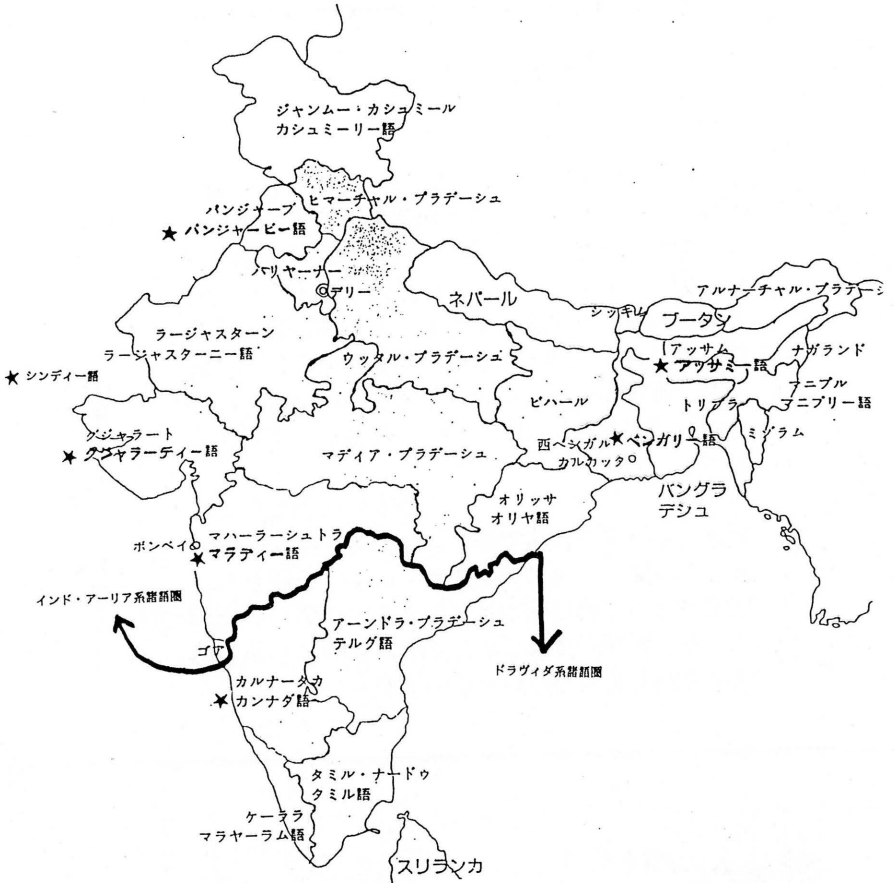 ジャンムー・カシュミール
カシュミーリー語
ヒマーチャル・プラデーシュ
パンジャーブ
★ パンジャービー語
ハリヤーナー
◎デリー
ネパール
シッキム
ブータン
アルナーチャル・プラデーシ
ラージャスターン
ラージャスターニー語
ウッタル・プラデーシュ
アッサム
★ アッサミー語
ナガランド
★ シンディー語
ビハール
マニプル
マニプリー語
トリプラ
グジャラート
★ グジャラーティー語
マディア・プラデーシュ
西ベンガル
★ベンガリー語
カルカッタ○
ミゾラム
バングラ
デシュ
オリッサ
オリヤ語
ボンベイ○
マハーラーシュトラ
★ マラティー語
インド・アーリア系諸語圏
アーンドラ・プラデーシュ
テルグ語
ゴア
ドラヴィダ系諸語圏
カルナータカ
★ カンナダ語
タミル・ナードゥ
タミル語
ケーララ
マラヤーラム語
スリランカ